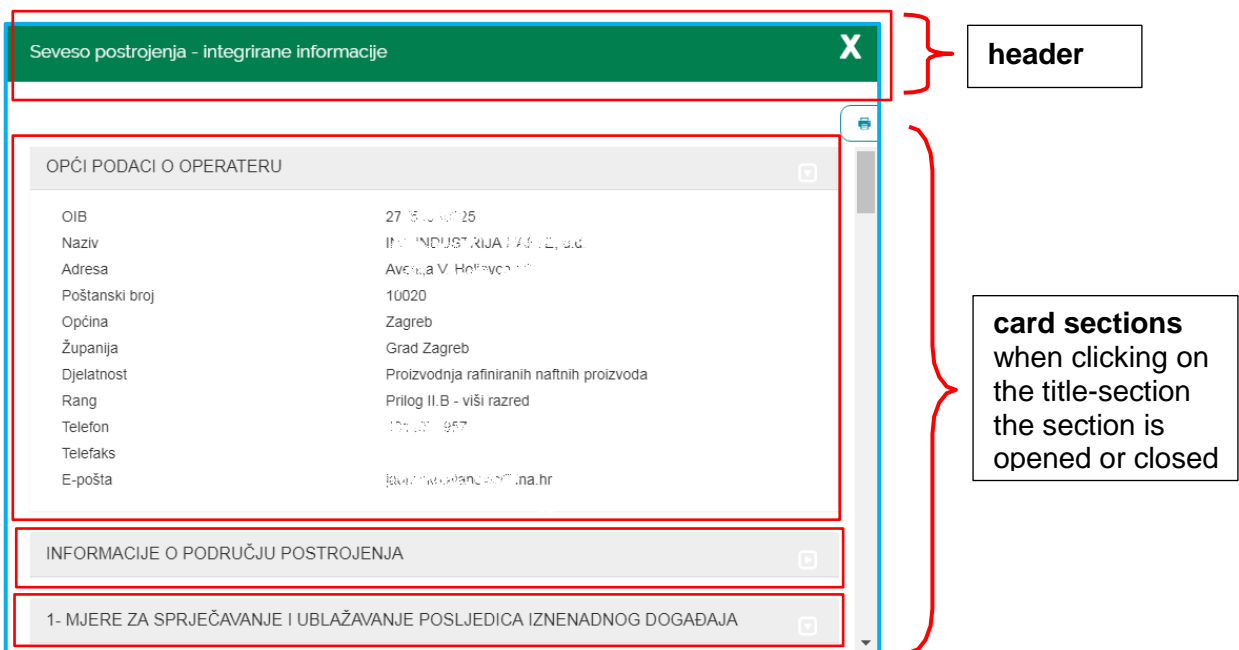 Seveso postrojenja - integrirane informacije X
header
OPĆI PODACI O OPERATERU
OIB 27 25
Naziv
Adresa
Poštanski broj 10020
Općina Zagreb
Županija Grad Zagreb
Djelatnost Proizvodnja rafiniranih naftnih proizvoda
Rang Prilog II.B - viši razred
Telefon 957
Telefaks
E-pošta
card sections
when clicking on
the title-section
the section is
opened or closed
INFORMACIJE O PODRUČJU POSTROJENJA
1- MJERE ZA SPRJEČAVANJE I UBLAŽAVANJE POSLJEDICA IZNENADNOG DOGAĐAJA